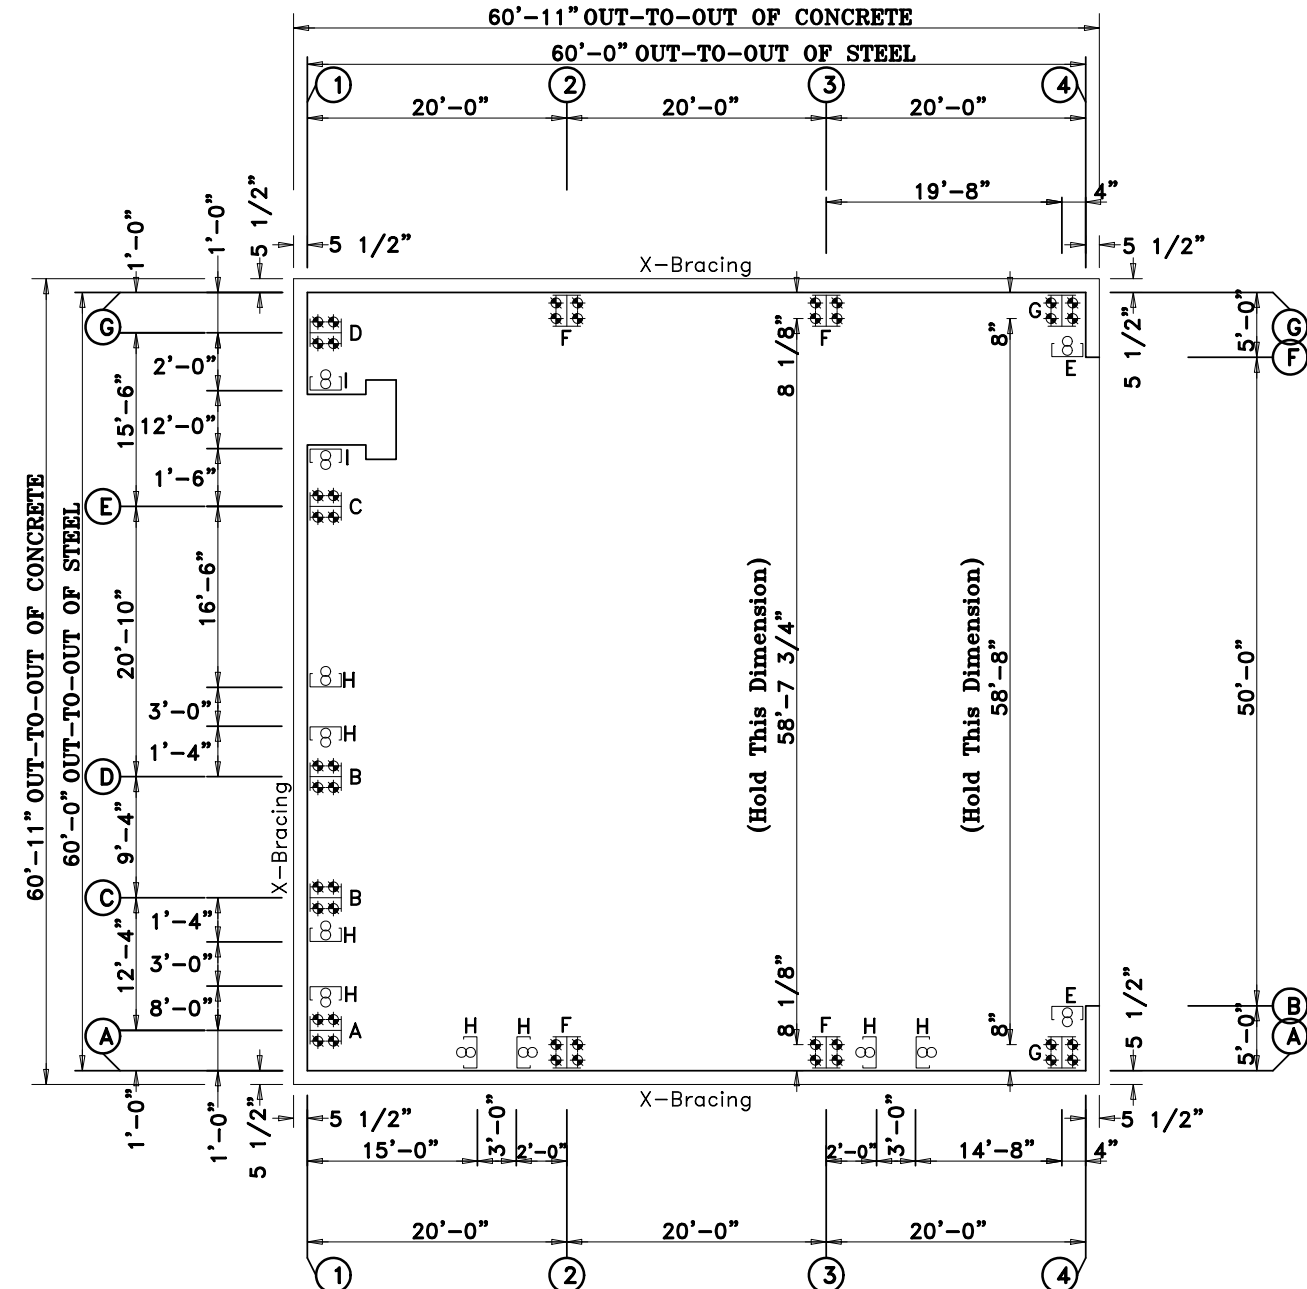 60'-11" OUT-TO-OUT OF CONCRETE
60'-0" OUT-TO-OUT OF STEEL
1
2
3
4
20'-0"
20'-0"
20'-0"
19'-8"
4"
1'-0"
1'-0"
5 1/2"
5 1/2"
5 1/2"
X-Bracing
G
D
F
F
G
E
8 1/8"
8"
5 1/2"
5'-0"
G
F
2'-0"
15'-6"
12'-0"
1'-6"
I
I
C
E
60'-11" OUT-TO-OUT OF CONCRETE
60'-0" OUT-TO-OUT OF STEEL
20'-10"
16'-6"
3'-0"
1'-4"
H
H
B
D
X-Bracing
(Hold This Dimension)
58'-7 3/4"
(Hold This Dimension)
58'-8"
50'-0"
9'-4"
C
B
1'-4"
12'-4"
3'-0"
8'-0"
H
H
A
A
H
H
F
F
H
H
G
E
8 1/8"
8"
5 1/2"
5'-0"
B
A
X-Bracing
1'-0"
1'-0"
5 1/2"
5 1/2"
5 1/2"
15'-0"
3'-0"
2'-0"
2'-0"
3'-0"
14'-8"
4"
20'-0"
20'-0"
20'-0"
1
2
3
4